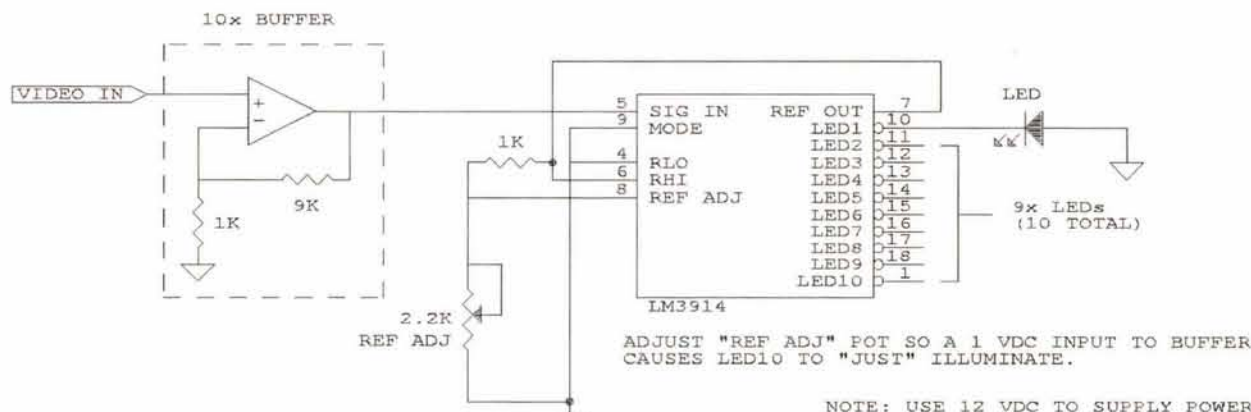 10x BUFFER
VIDEO IN
+
−
9K
1K
1K
2.2K
REF ADJ
5
9
4
6
8
SIG IN
MODE
RLO
RHI
REF ADJ
REF OUT
LED1
LED2
LED3
LED4
LED5
LED6
LED7
LED8
LED9
LED10
7
10
11
12
13
14
15
16
17
18
1
LM3914
LED
9x LEDs
(10 TOTAL)
ADJUST "REF ADJ" POT SO A 1 VDC INPUT TO BUFFER
CAUSES LED10 TO "JUST" ILLUMINATE.
NOTE: USE 12 VDC TO SUPPLY POWER